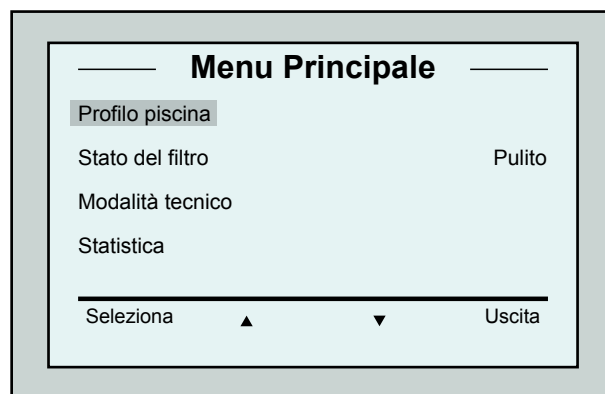 Menu Principale
Profilo piscina
Stato del filtro Pulito
Modalità tecnico
Statistica
Seleziona ▲ ▼ Uscita